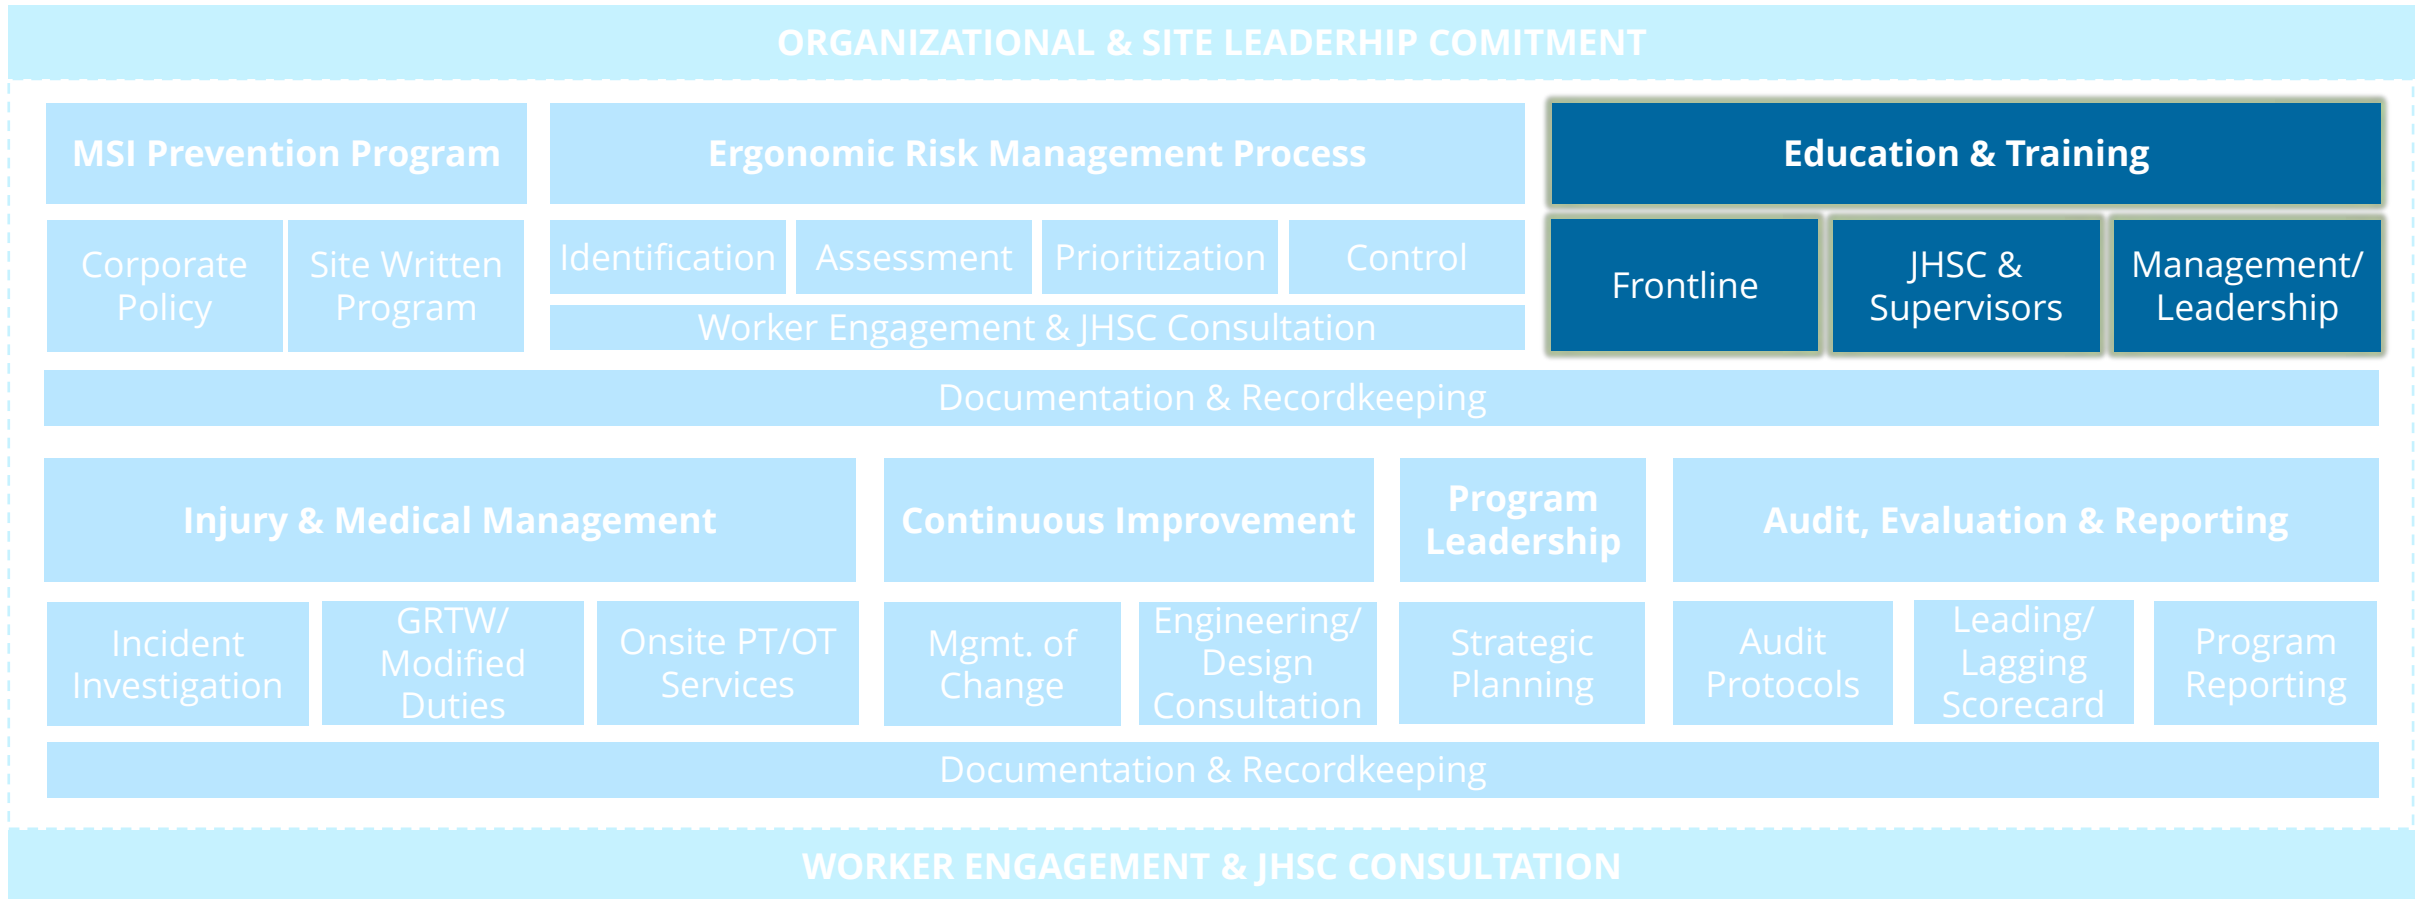 ORGANIZATIONAL & SITE LEADERHIP COMITMENT
MSI Prevention Program
Ergonomic Risk Management Process
Education & Training
Corporate
Policy
Site Written
Program
Identification
Assessment
Prioritization
Control
Worker Engagement & JHSC Consultation
Frontline
JHSC &
Supervisors
Management/
Leadership
Documentation & Recordkeeping
Injury & Medical Management
Continuous Improvement
Program
Leadership
Audit, Evaluation & Reporting
Incident
Investigation
GRTW/
Modified
Duties
Onsite PT/OT
Services
Mgmt. of
Change
Engineering/
Design
Consultation
Strategic
Planning
Audit
Protocols
Leading/
Lagging
Scorecard
Program
Reporting
Documentation & Recordkeeping
WORKER ENGAGEMENT & JHSC CONSULTATION